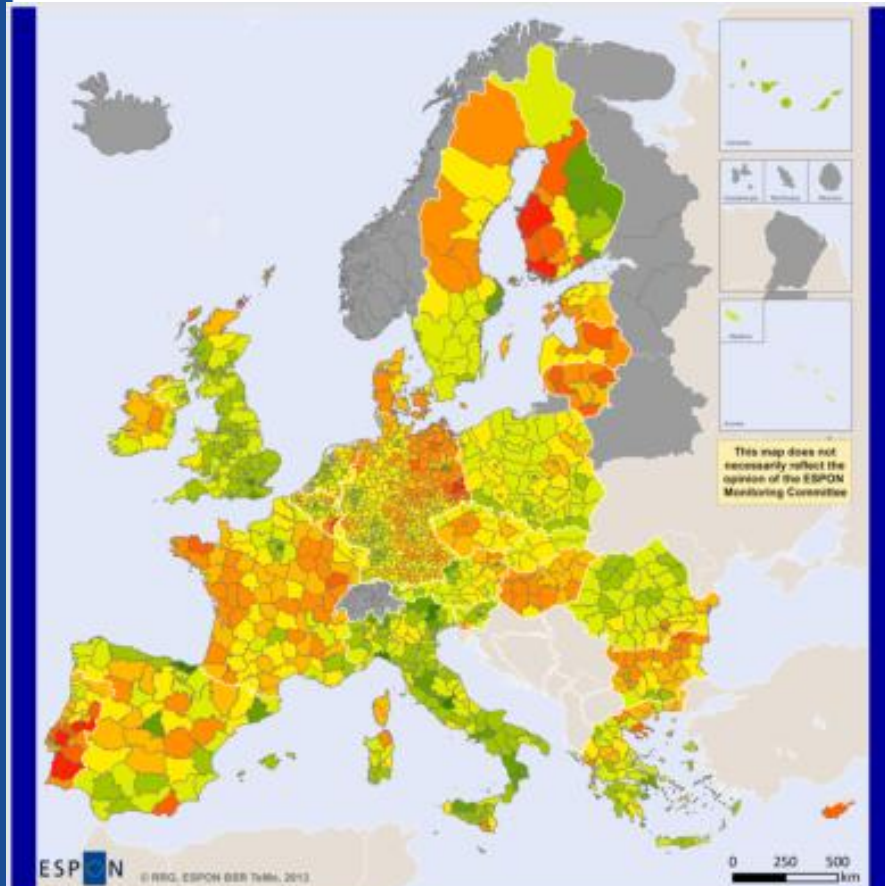 This map does not
necessarily reflect the
opinion of the ESPON
Monitoring Committee
ESPON
© RRG, ESPON BSR TeMo, 2013
0 250 500
km